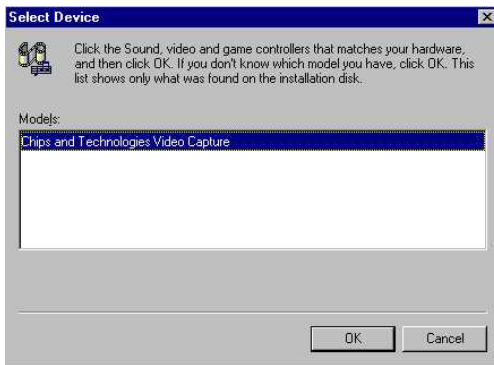 Select Device
Click the Sound, video and game controllers that matches your hardware,
and then click OK. If you don't know which model you have, click OK. This
list shows only what was found on the installation disk.
Models:
Chips and Technologies Video Capture
OK Cancel